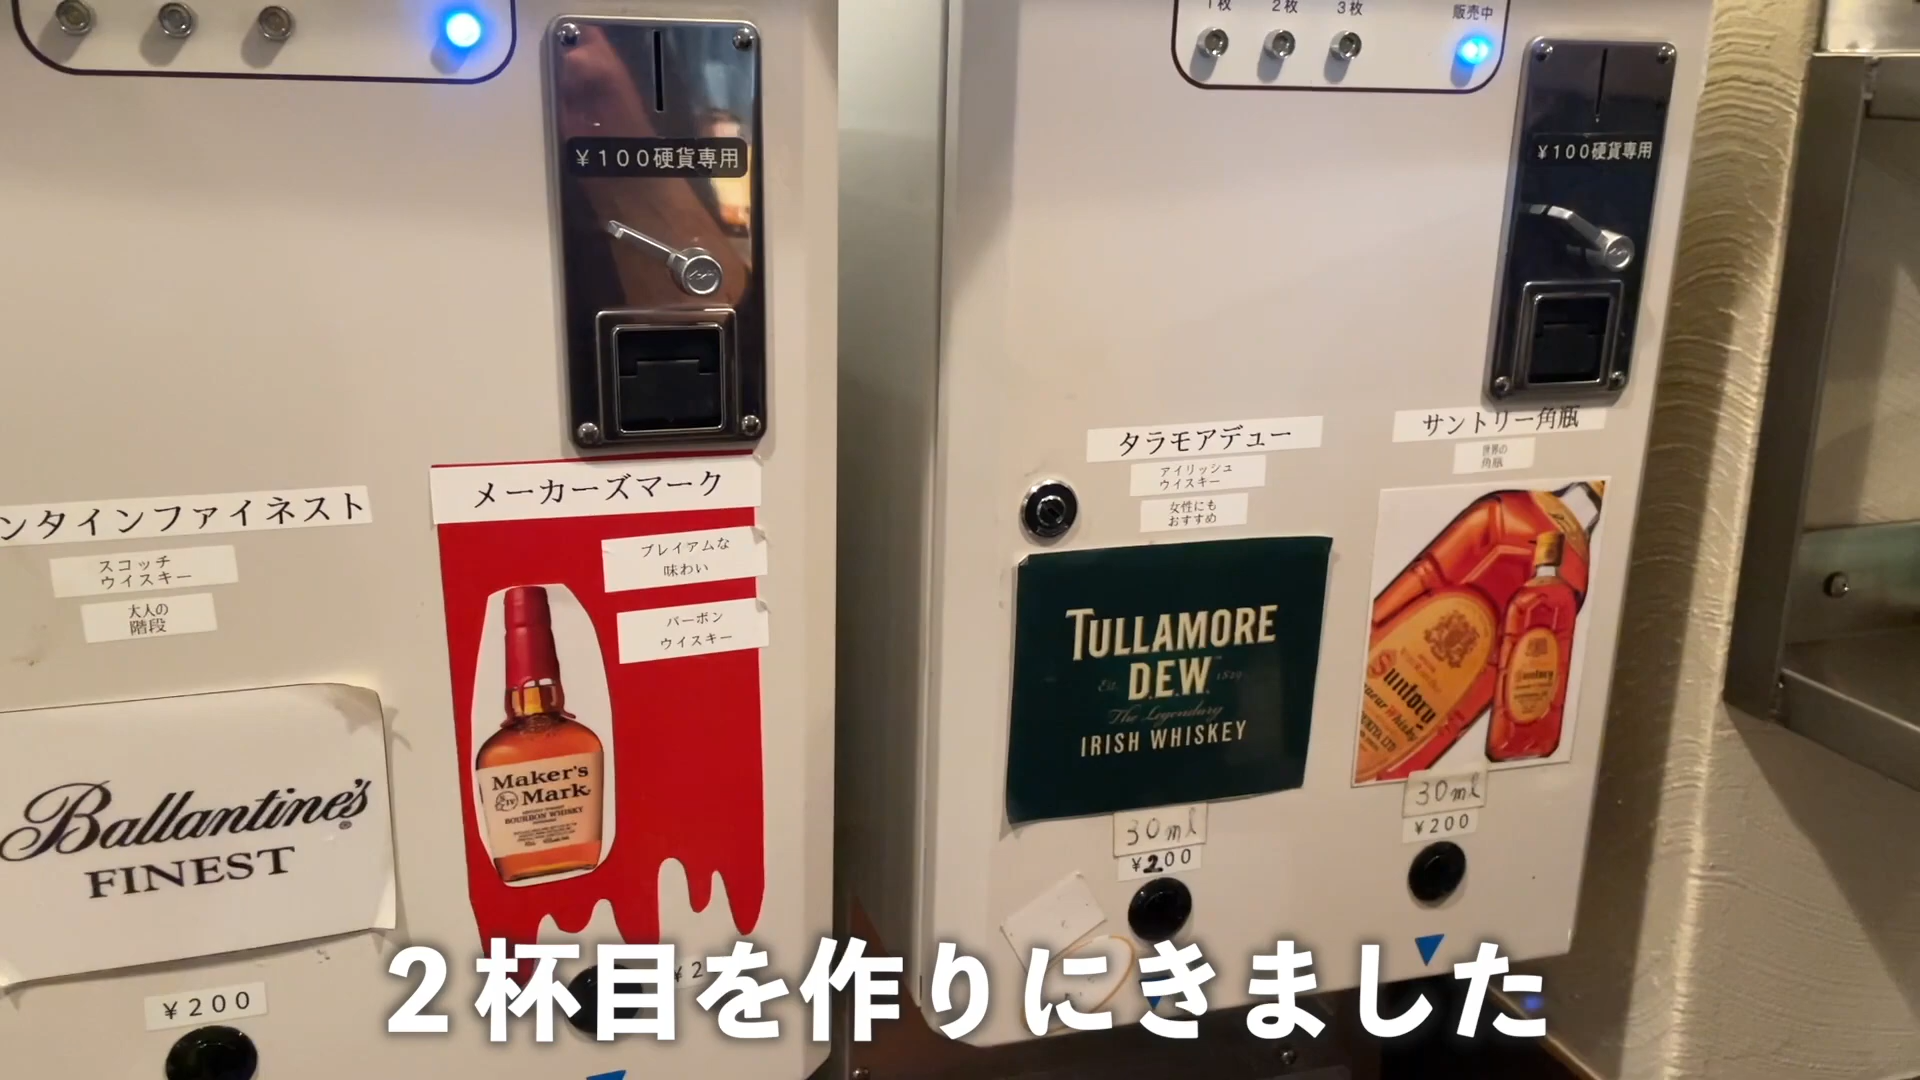 ¥100硬貨専用
ンタインファイネスト
スコッチ
ウイスキー
大人の
階段
Ballantine's
FINEST
¥200
メーカーズマーク
プレイアムな
味わい
バーボン
ウイスキー
Maker's
Mark
BOURBON WHISKY
¥2
1枚 2枚 3枚 販売中
¥100硬貨専用
タラモアデュー
アイリッシュ
ウイスキー
女性にも
おすすめ
TULLAMORE
Est. D.E.W. 1829
The Legendary
IRISH WHISKEY
30ml
¥200
サントリー角瓶
世界の
角瓶
Suntory
Whisky
Suntory
30ml
¥200
2杯目を作りにきました